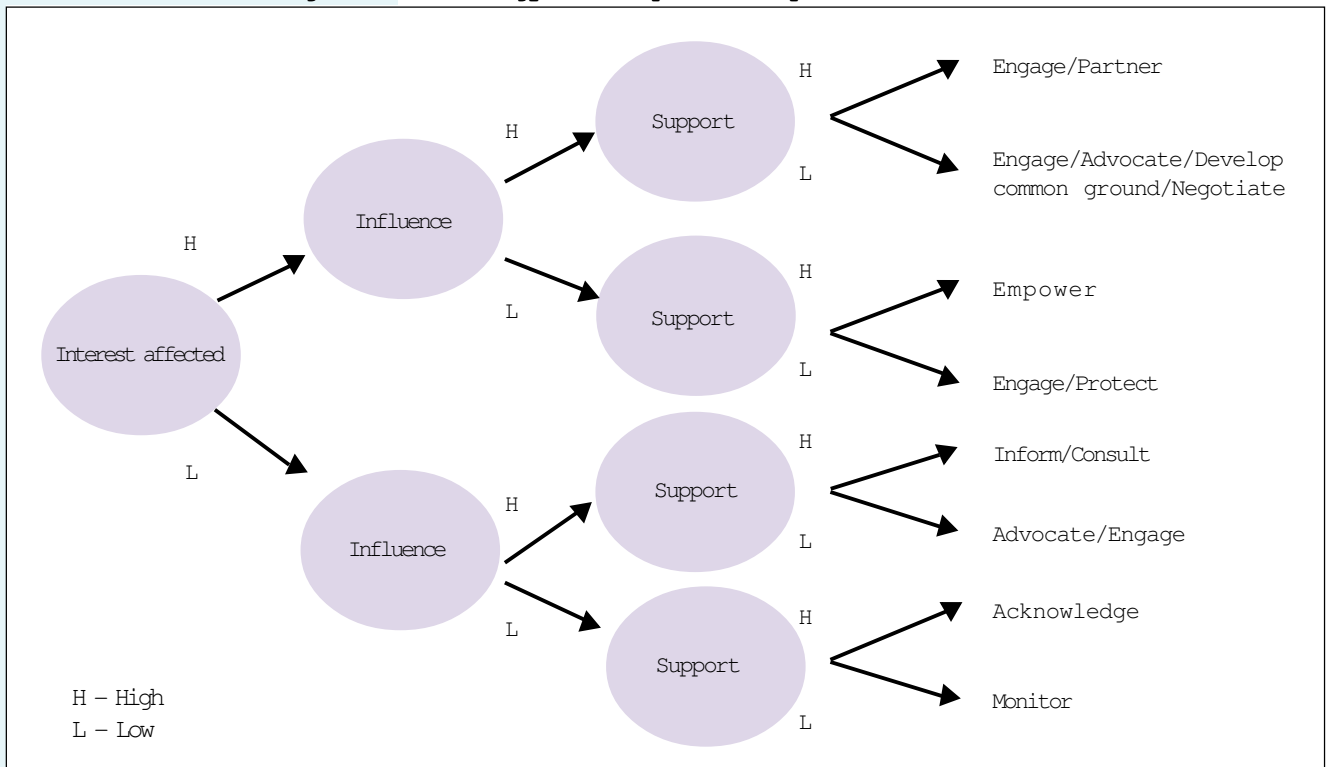 H
Support
L
Engage/Partner
Engage/Advocate/Develop
common ground/Negotiate
H
Influence
L
H
Support
L
Empower
Engage/Protect
H
Interest affected
L
H
Support
L
Inform/Consult
Advocate/Engage
H
Influence
L
H
Support
L
Acknowledge
Monitor
H – High
L – Low